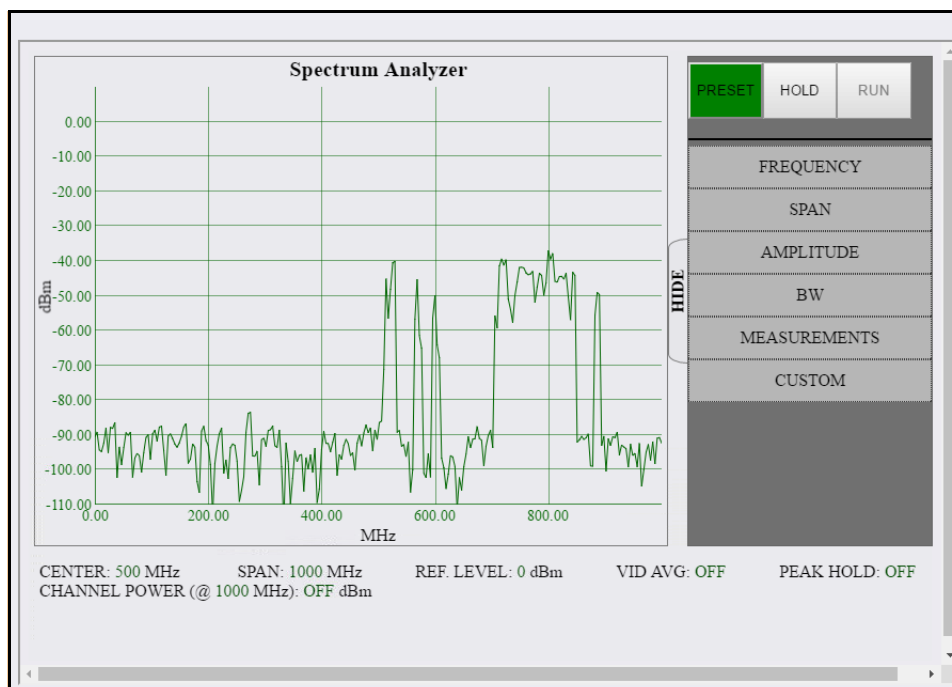 Spectrum Analyzer
PRESET HOLD RUN
0.00
-10.00
-20.00
-30.00
-40.00
-50.00
-60.00
-70.00
-80.00
-90.00
-100.00
-110.00
dBm
0.00 200.00 400.00 600.00 800.00
MHz
HIDE
FREQUENCY
SPAN
AMPLITUDE
BW
MEASUREMENTS
CUSTOM
CENTER: 500 MHz SPAN: 1000 MHz REF. LEVEL: 0 dBm VID AVG: OFF PEAK HOLD: OFF
CHANNEL POWER (@ 1000 MHz): OFF dBm